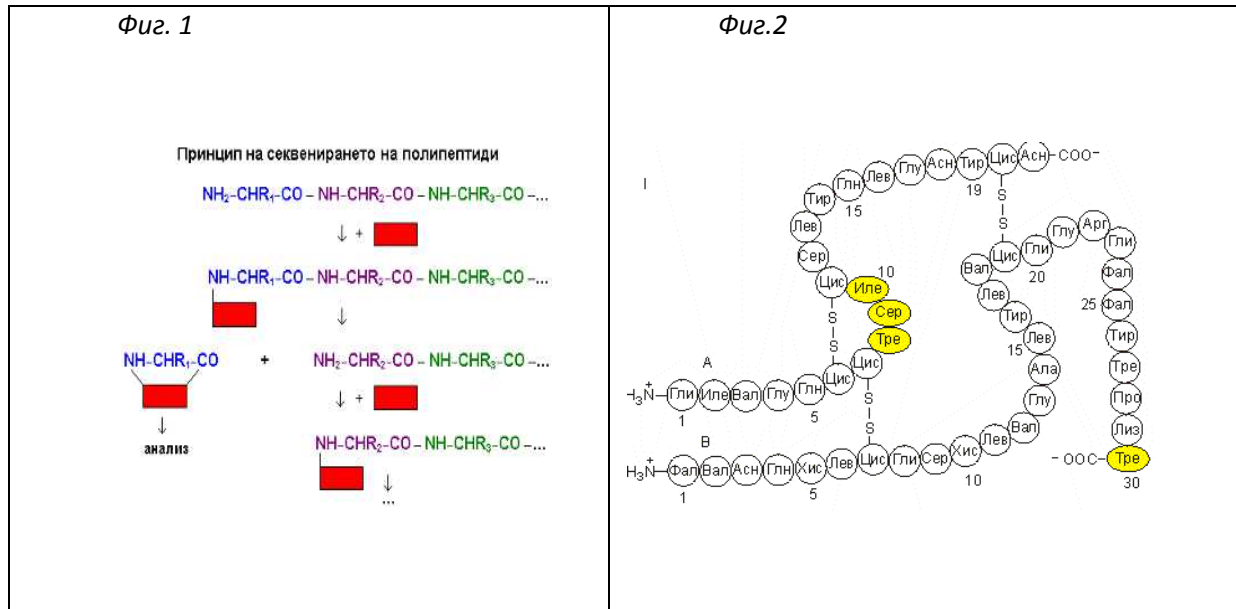 Фиг. 1
Принцип на секвенирането на полипептиди
NH₂–CHR₁–CO – NH–CHR₂–CO – NH–CHR₃–CO –...
↓ +
NH–CHR₁–CO – NH–CHR₂–CO – NH–CHR₃–CO –...
↓
NH–CHR₁–CO + NH₂–CHR₂–CO – NH–CHR₃–CO –...
↓ ↓ +
анализ
NH–CHR₂–CO – NH–CHR₃–CO –...
↓
...
Фиг.2
I
Цис Асн –COO⁻
Лев Глу Асн Тир
Тир Глн
15
19
Лев
Сер
Цис
10
Иле
Сер
Тре
S
S
S
S
A
H₃N⁺– Гли Иле Вал Глу Глн Цис Цис
1
5
S
S
B
H₃N⁺– Фал Вал Асн Глн Хис Лев Цис Гли Сер Хис Лев Вал Глу Ала Лев Тир Лев Вал Цис Гли Глу Арг Гли Фал Фал Тир Тре Про Лиз Тре –OOC
1
5
10
15
20
25
30